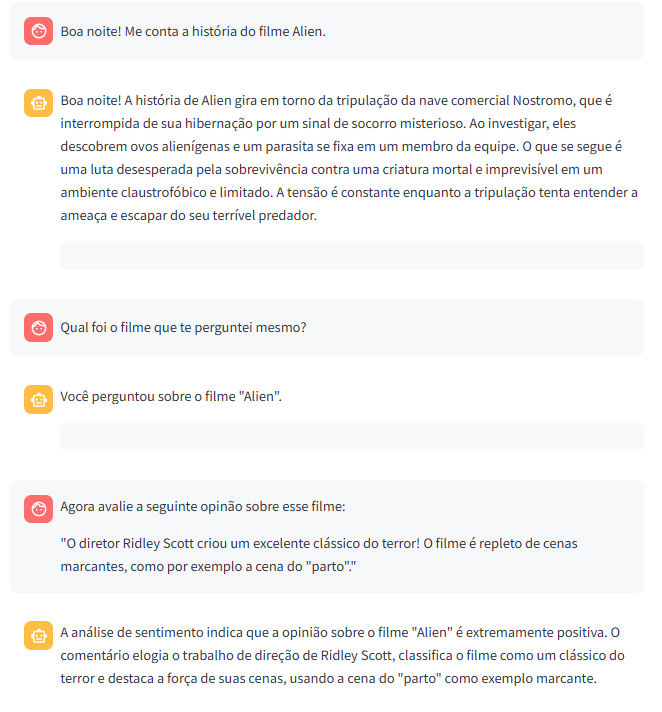 Boa noite! Me conta a história do filme Alien.
Boa noite! A história de Alien gira em torno da tripulação da nave comercial Nostromo, que é
interrompida de sua hibernação por um sinal de socorro misterioso. Ao investigar, eles
descobrem ovos alienígenas e um parasita se fixa em um membro da equipe. O que se segue é
uma luta desesperada pela sobrevivência contra uma criatura mortal e imprevisível em um
ambiente claustrofóbico e limitado. A tensão é constante enquanto a tripulação tenta entender a
ameaça e escapar do seu terrível predador.
Qual foi o filme que te perguntei mesmo?
Você perguntou sobre o filme "Alien".
Agora avalie a seguinte opinão sobre esse filme:
"O diretor Ridley Scott criou um excelente clássico do terror! O filme é repleto de cenas
marcantes, como por exemplo a cena do "parto"."
A análise de sentimento indica que a opinião sobre o filme "Alien" é extremamente positiva. O
comentário elogia o trabalho de direção de Ridley Scott, classifica o filme como um clássico do
terror e destaca a força de suas cenas, usando a cena do "parto" como exemplo marcante.